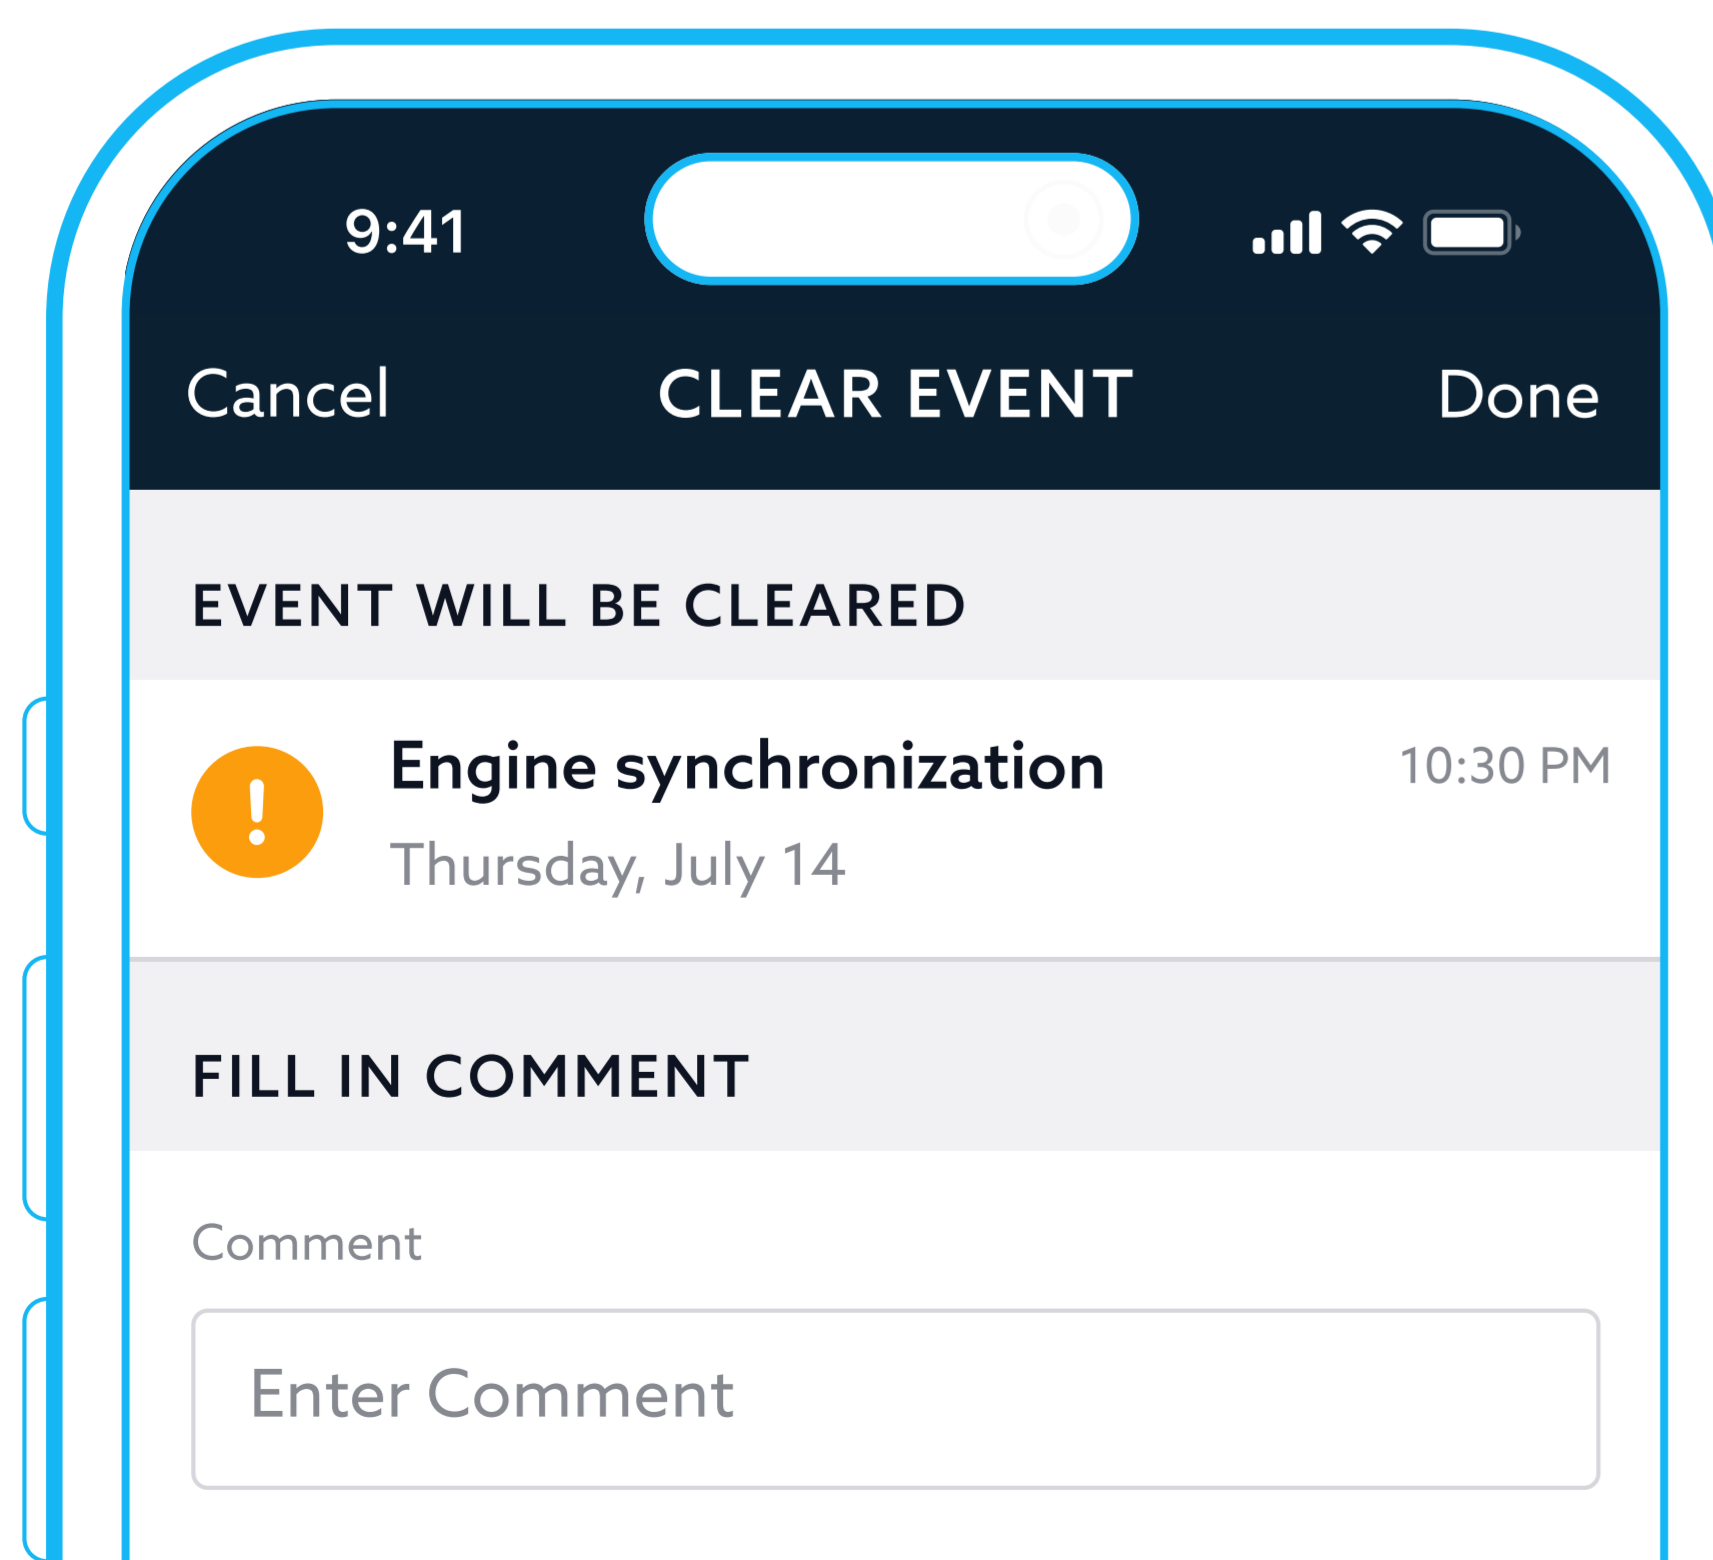 9:41
Cancel CLEAR EVENT Done
EVENT WILL BE CLEARED
Engine synchronization 10:30 PM
Thursday, July 14
FILL IN COMMENT
Comment
Enter Comment